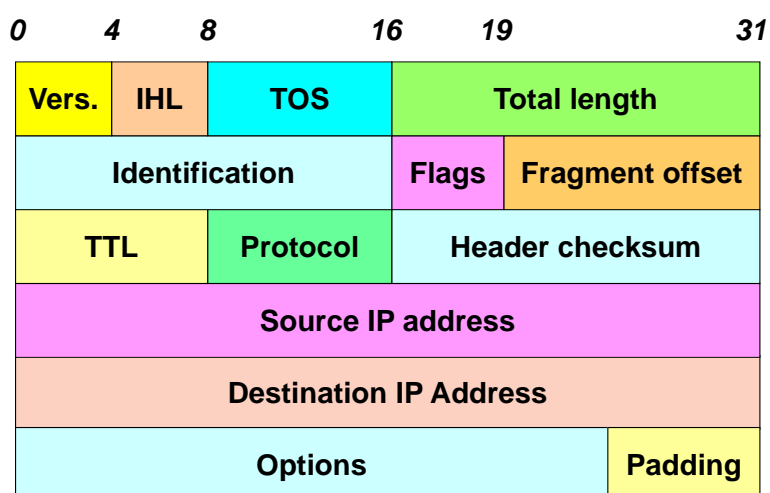 0 4 8 16 19 31
Vers. IHL TOS Total length
Identification Flags Fragment offset
TTL Protocol Header checksum
Source IP address
Destination IP Address
Options Padding